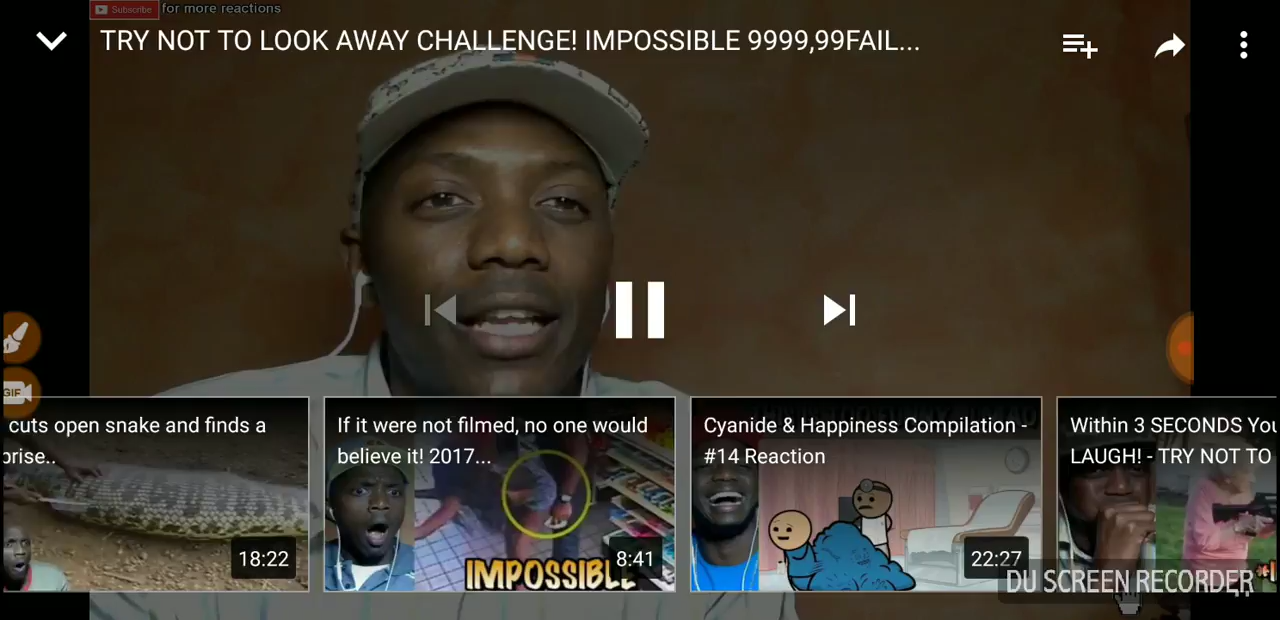 Subscribe for more reactions
TRY NOT TO LOOK AWAY CHALLENGE! IMPOSSIBLE 9999,99FAIL...
GIF
cuts open snake and finds a
prise..
18:22
If it were not filmed, no one would
believe it! 2017...
IMPOSSIBLE
8:41
Cyanide & Happiness Compilation -
#14 Reaction
22:27
Within 3 SECONDS You
LAUGH! - TRY NOT TO
DU SCREEN RECORDER